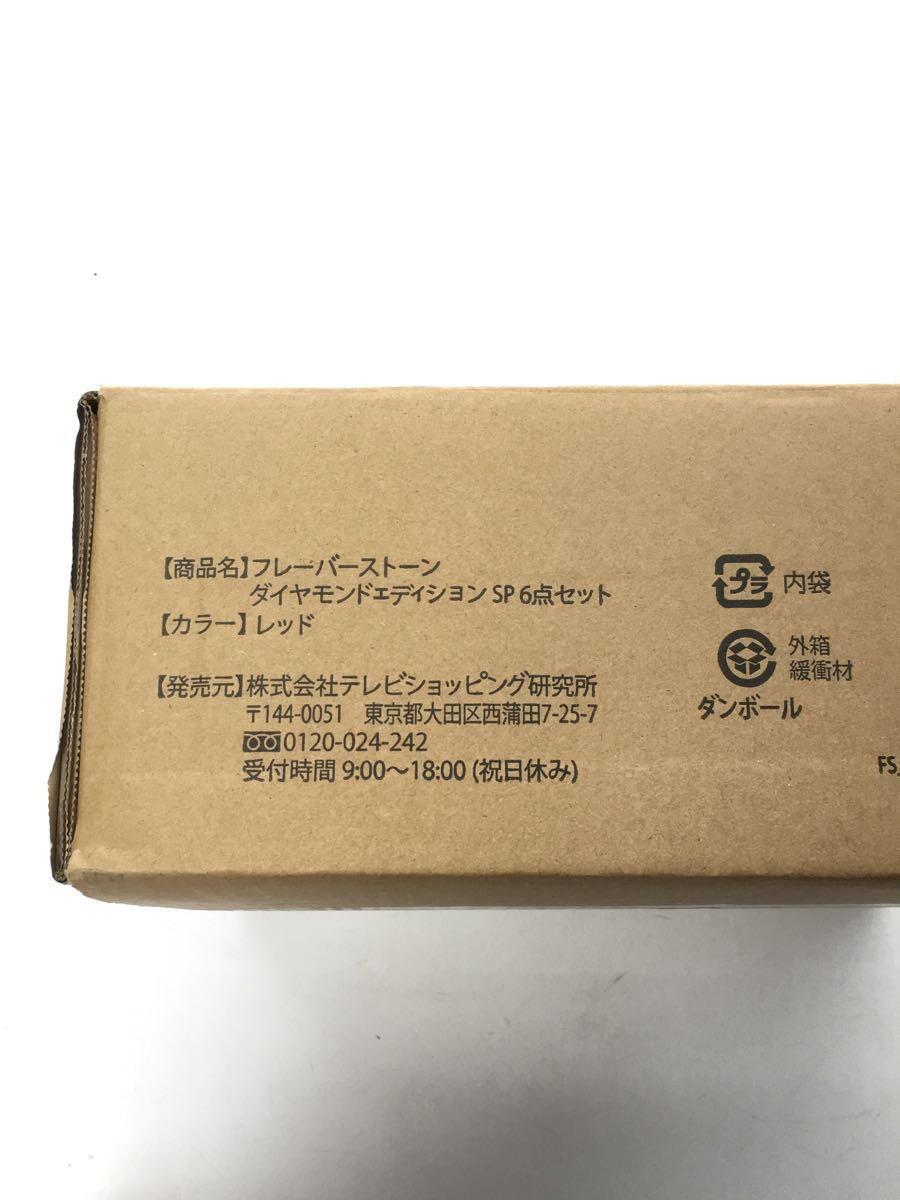 【商品名】フレーバーストーン
ダイヤモンドエディション SP 6点セット
【カラー】レッド
【発売元】株式会社テレビショッピング研究所
〒144-0051　東京都大田区西蒲田7-25-7
0120-024-242
受付時間 9:00～18:00 (祝日休み)
プラ 内袋
外箱
緩衝材
ダンボール
FS